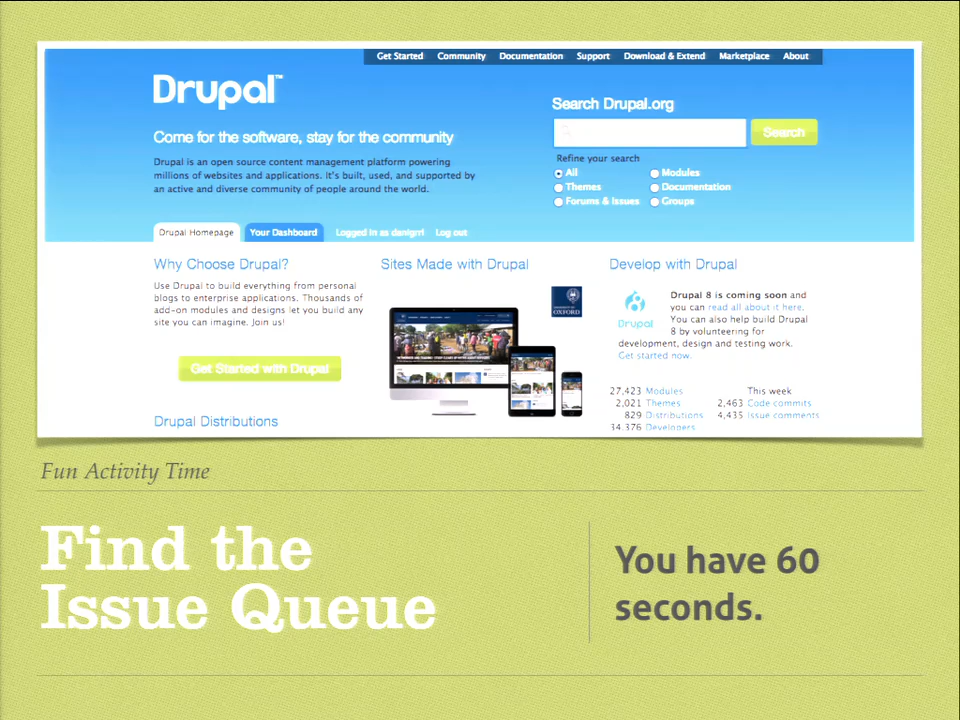 Get Started Community Documentation Support Download & Extend Marketplace About
Drupal™
Come for the software, stay for the community
Drupal is an open source content management platform powering
millions of websites and applications. It's built, used, and supported by
an active and diverse community of people around the world.
Search Drupal.org
Search
Refine your search
All Modules
Themes Documentation
Forums & Issues Groups
Drupal Homepage Your Dashboard Logged in as danigrrl Log out
Why Choose Drupal?
Use Drupal to build everything from personal
blogs to enterprise applications. Thousands of
add-on modules and designs let you build any
site you can imagine. Join us!
Get Started with Drupal
Drupal Distributions
Sites Made with Drupal
UNIVERSITY OF
OXFORD
Develop with Drupal
Drupal
Drupal 8 is coming soon and
you can read all about it here.
You can also help build Drupal
8 by volunteering for
development, design and testing work.
Get started now.
27,423 Modules
2,021 Themes
829 Distributions
34,376 Developers
This week
2,463 Code commits
4,435 Issue comments
Fun Activity Time
Find the
Issue Queue
You have 60
seconds.